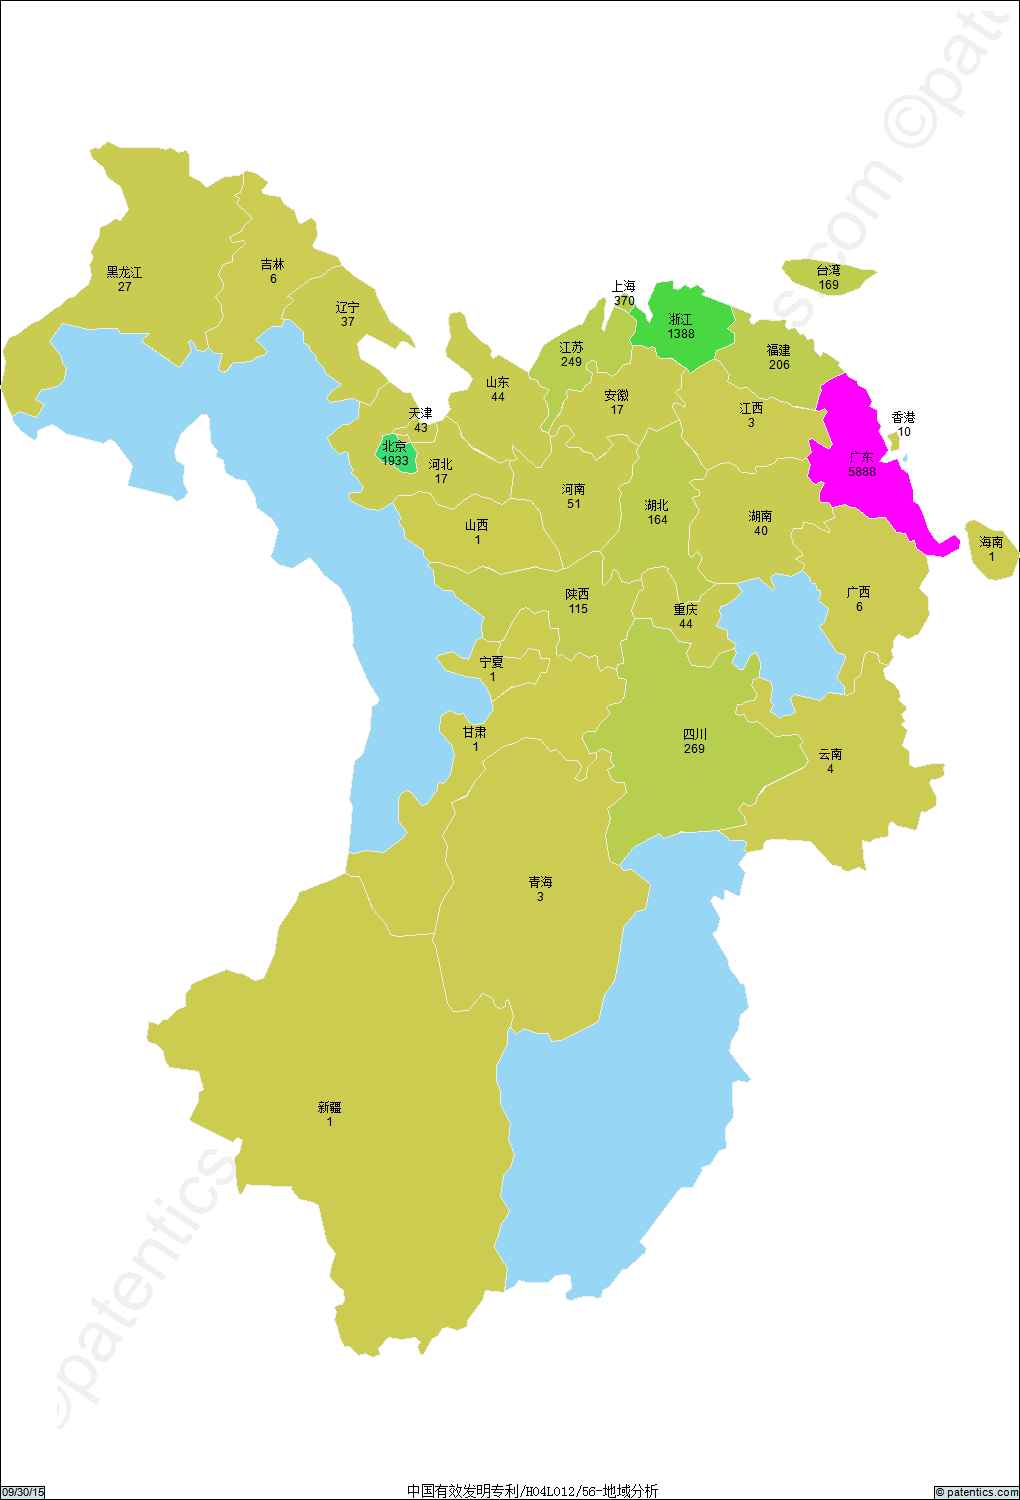 ©patentics.com ©pate
黑龙江
27
吉林
6
辽宁
37
台湾
169
上海
370
浙江
1388
江苏
249
福建
206
山东
44
安徽
17
江西
3
天津
43
香港
10
北京
1933
河北
17
广东
5888
河南
51
湖北
164
湖南
40
山西
1
海南
1
陕西
115
重庆
44
广西
6
宁夏
1
甘肃
1
四川
269
云南
4
青海
3
新疆
1
09/30/15
中国有效发明专利/H04L012/56-地域分析
© patentics.com